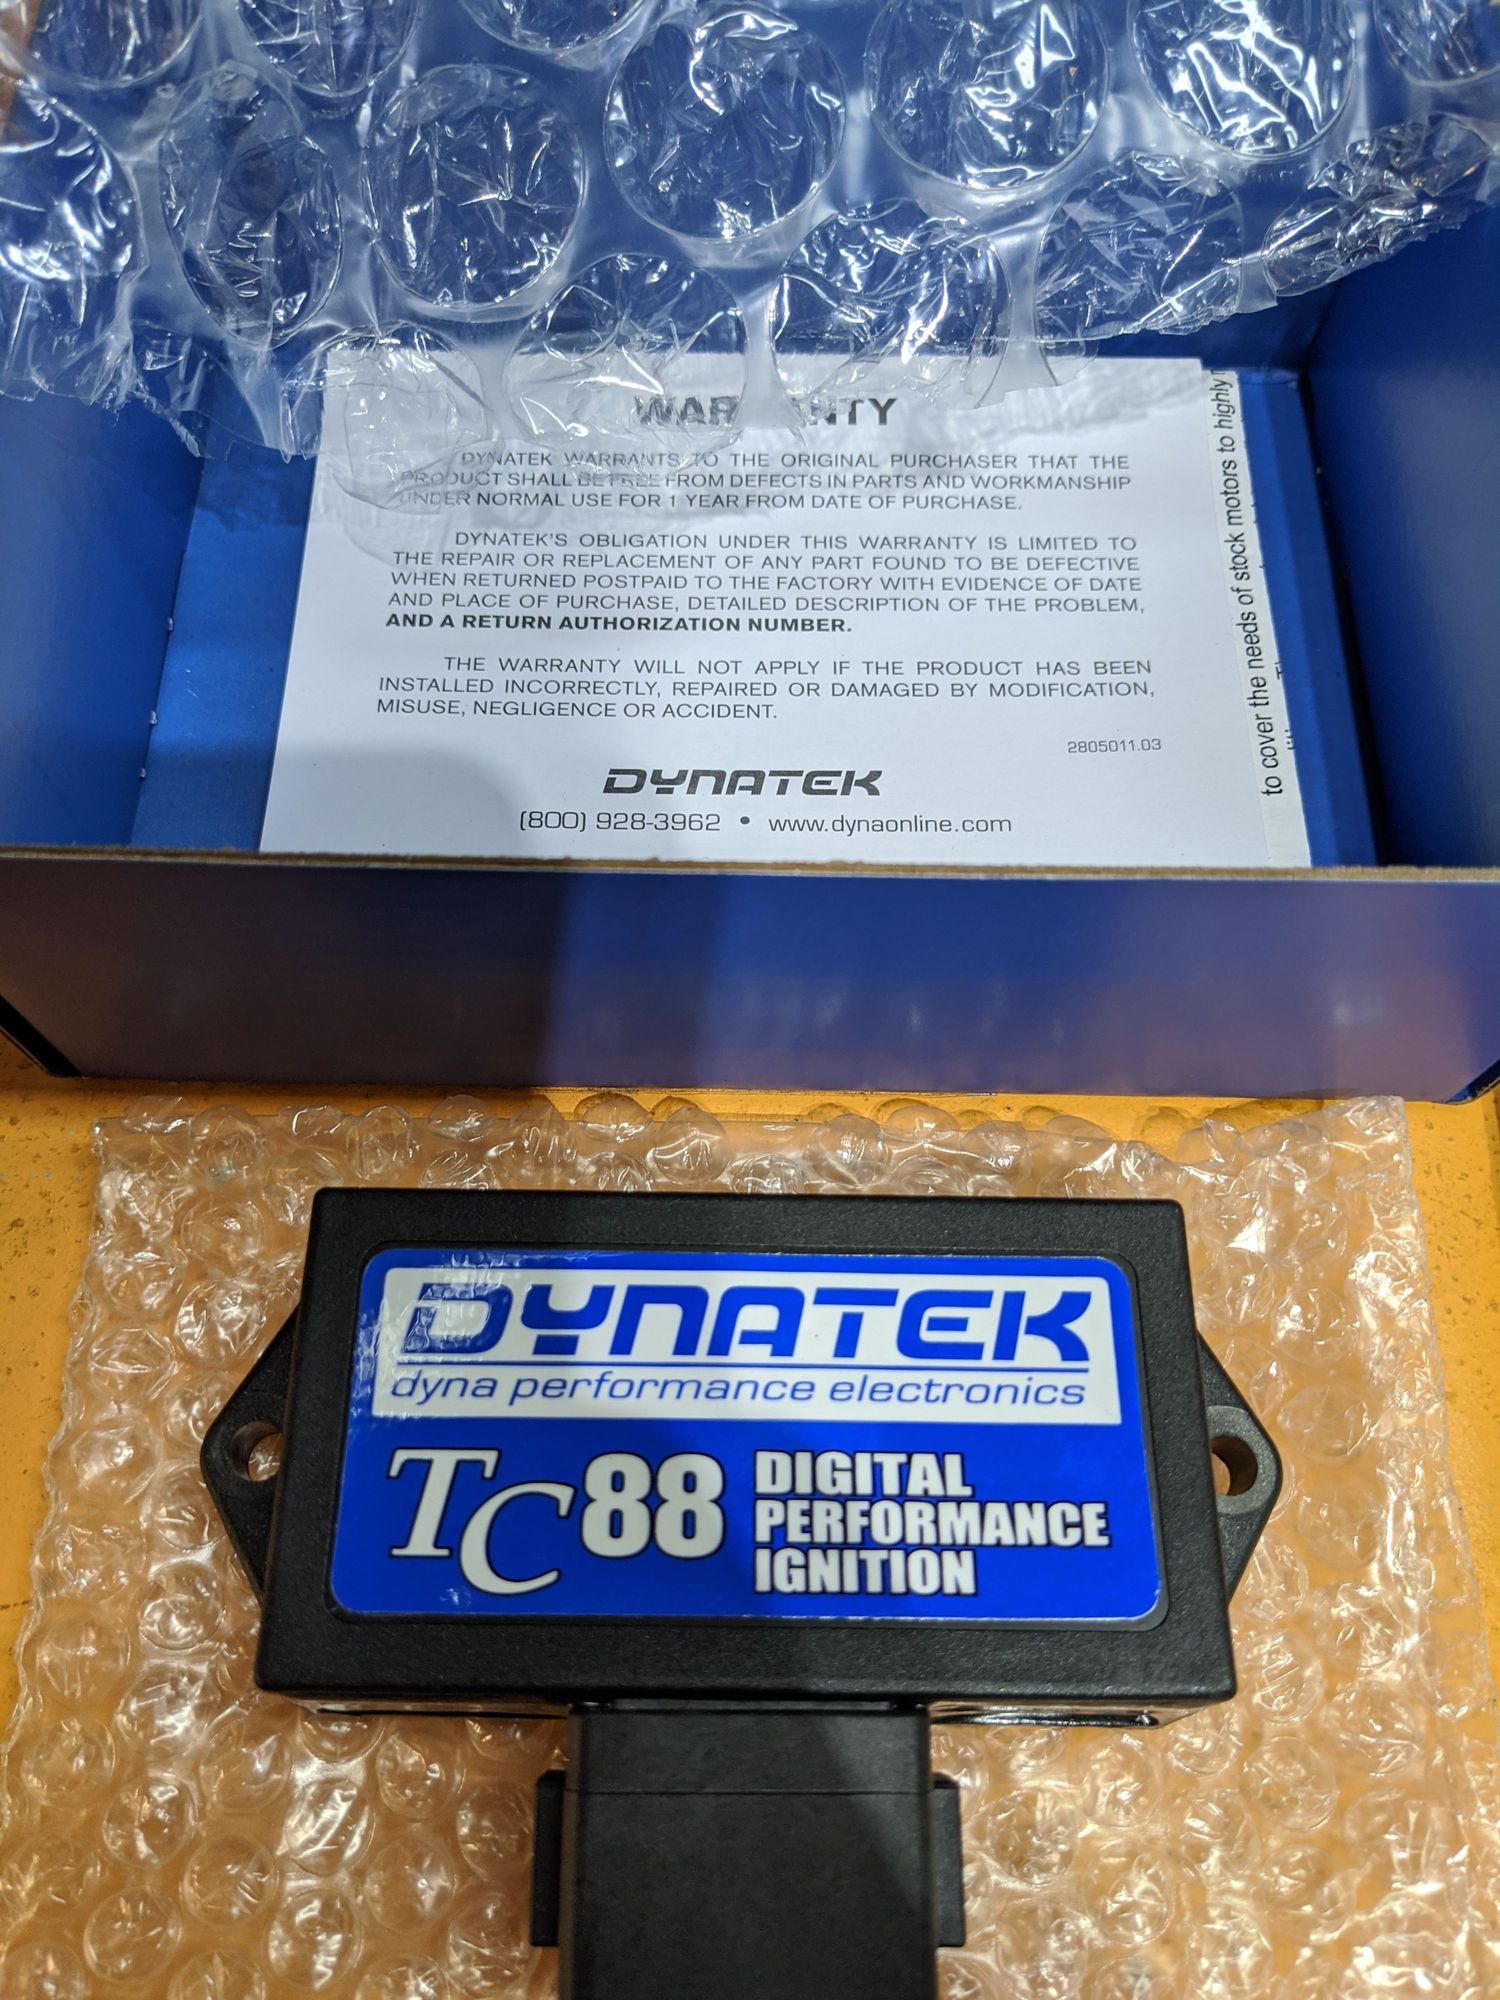 WARRANTY
DYNATEK WARRANTS TO THE ORIGINAL PURCHASER THAT THE
PRODUCT SHALL BE FREE FROM DEFECTS IN PARTS AND WORKMANSHIP
UNDER NORMAL USE FOR 1 YEAR FROM DATE OF PURCHASE.
DYNATEK'S OBLIGATION UNDER THIS WARRANTY IS LIMITED TO
THE REPAIR OR REPLACEMENT OF ANY PART FOUND TO BE DEFECTIVE
WHEN RETURNED POSTPAID TO THE FACTORY WITH EVIDENCE OF DATE
AND PLACE OF PURCHASE, DETAILED DESCRIPTION OF THE PROBLEM,
AND A RETURN AUTHORIZATION NUMBER.
THE WARRANTY WILL NOT APPLY IF THE PRODUCT HAS BEEN
INSTALLED INCORRECTLY, REPAIRED OR DAMAGED BY MODIFICATION,
MISUSE, NEGLIGENCE OR ACCIDENT.
2805011.03
DYNATEK
(800) 928-3962 • www.dynaonline.com
to cover the needs of stock motors to highly
DYNATEK
dyna performance electronics
TC88
DIGITAL
PERFORMANCE
IGNITION